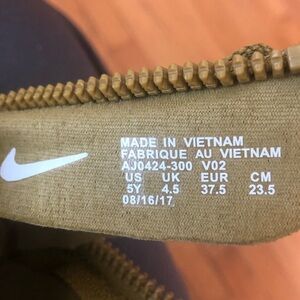 MADE IN VIETNAM
FABRIQUE AU VIETNAM
AJ0424-300 V02
US UK EUR CM
5Y 4.5 37.5 23.5
08/16/17